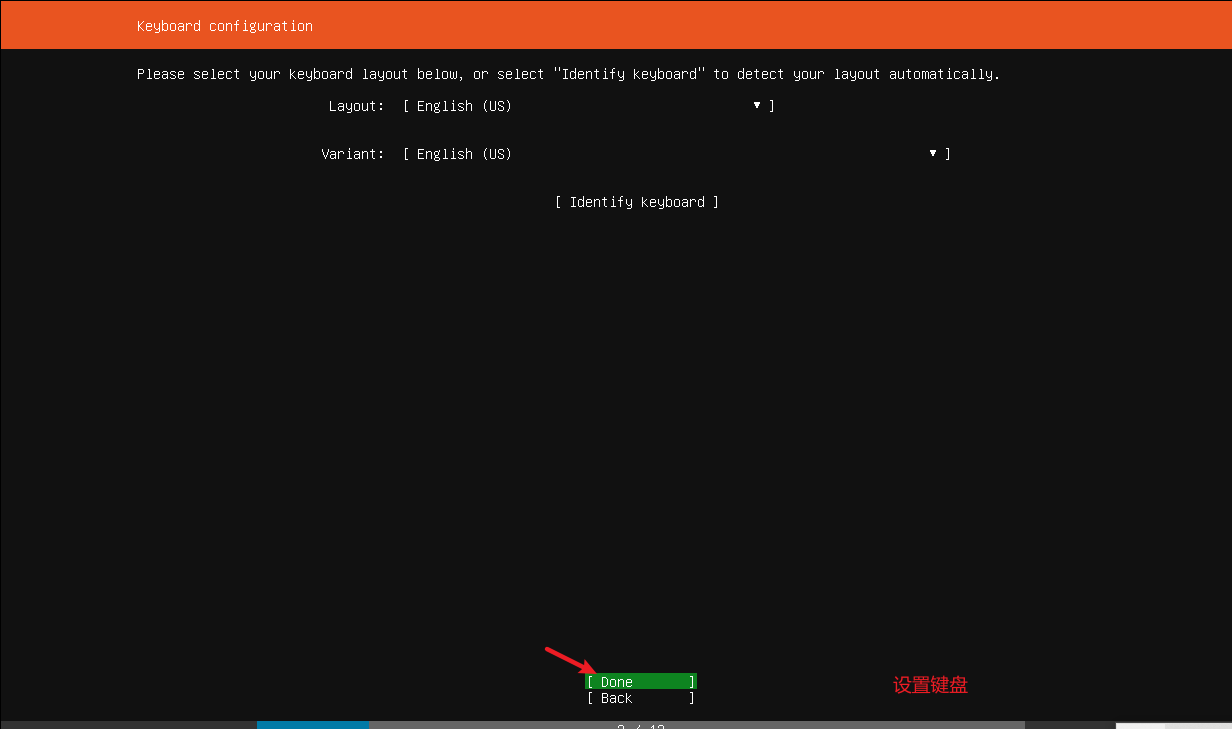 Keyboard configuration
Please select your keyboard layout below, or select "Identify keyboard" to detect your layout automatically.
Layout: [ English (US) ▾ ]
Variant: [ English (US) ▾ ]
[ Identify keyboard ]
[ Done ]
设置键盘
[ Back ]